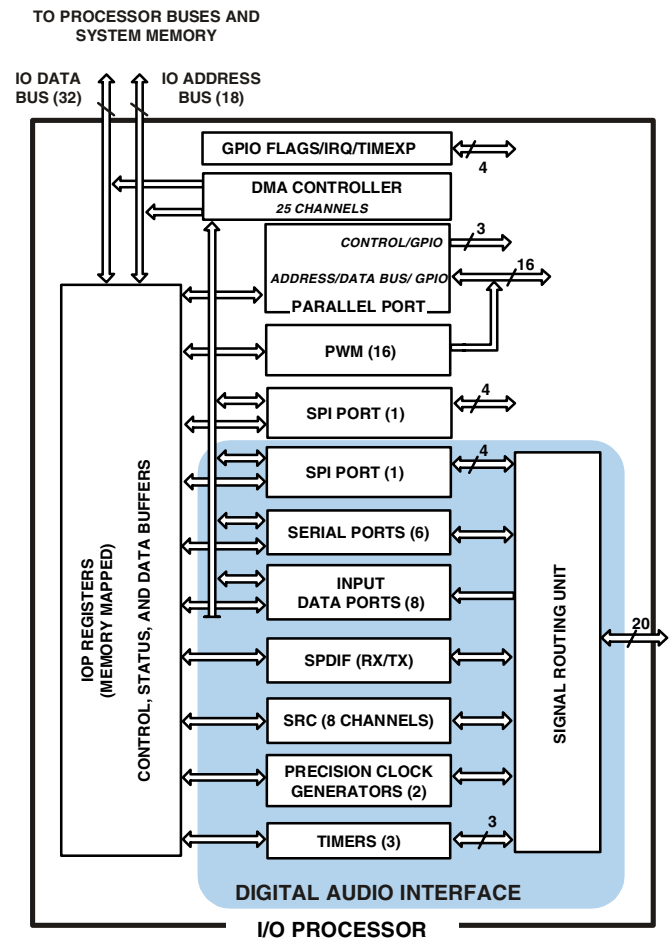 TO PROCESSOR BUSES AND
SYSTEM MEMORY
IO DATA
BUS (32)
IO ADDRESS
BUS (18)
GPIO FLAGS/IRQ/TIMEXP
4
DMA CONTROLLER
25 CHANNELS
CONTROL/GPIO
3
ADDRESS/DATA BUS/ GPIO
16
PARALLEL PORT
PWM (16)
SPI PORT (1)
4
SPI PORT (1)
4
SERIAL PORTS (6)
INPUT
DATA PORTS (8)
SPDIF (RX/TX)
SRC (8 CHANNELS)
PRECISION CLOCK
GENERATORS (2)
TIMERS (3)
3
IOP REGISTERS
(MEMORY MAPPED)
CONTROL, STATUS, AND DATA BUFFERS
SIGNAL ROUTING UNIT
20
DIGITAL AUDIO INTERFACE
I/O PROCESSOR